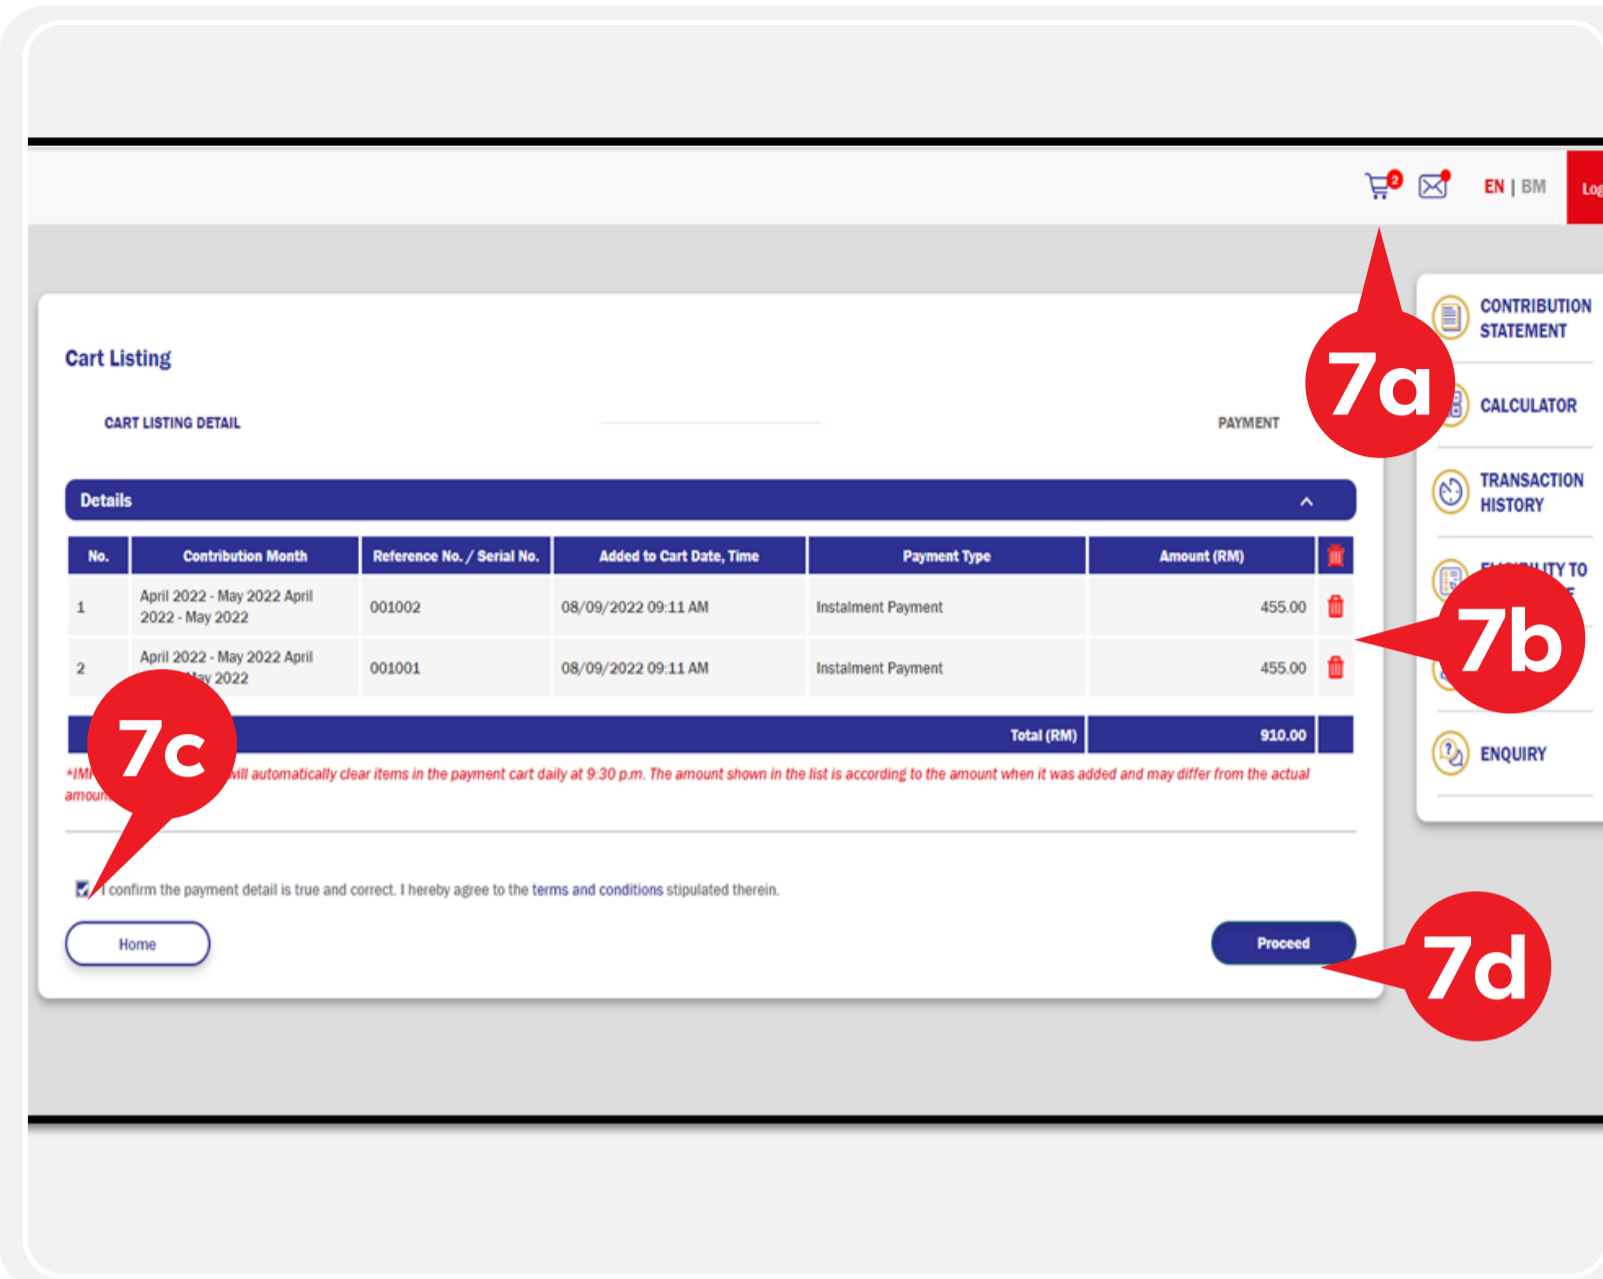 2
EN | BM
Log
7a
CONTRIBUTION
STATEMENT
CALCULATOR
TRANSACTION
HISTORY
TO
7b
ENQUIRY
Cart Listing
CART LISTING DETAIL
PAYMENT
Details
No. Contribution Month Reference No. / Serial No. Added to Cart Date, Time Payment Type Amount (RM)
1 April 2022 - May 2022 April 2022 - May 2022 001002 08/09/2022 09:11 AM Instalment Payment 455.00
2 April 2022 - May 2022 April May 2022 001001 08/09/2022 09:11 AM Instalment Payment 455.00
Total (RM) 910.00
7c
will automatically clear items in the payment cart daily at 9:30 p.m. The amount shown in the list is according to the amount when it was added and may differ from the actual
I confirm the payment detail is true and correct. I hereby agree to the terms and conditions stipulated therein.
Home
Proceed
7d